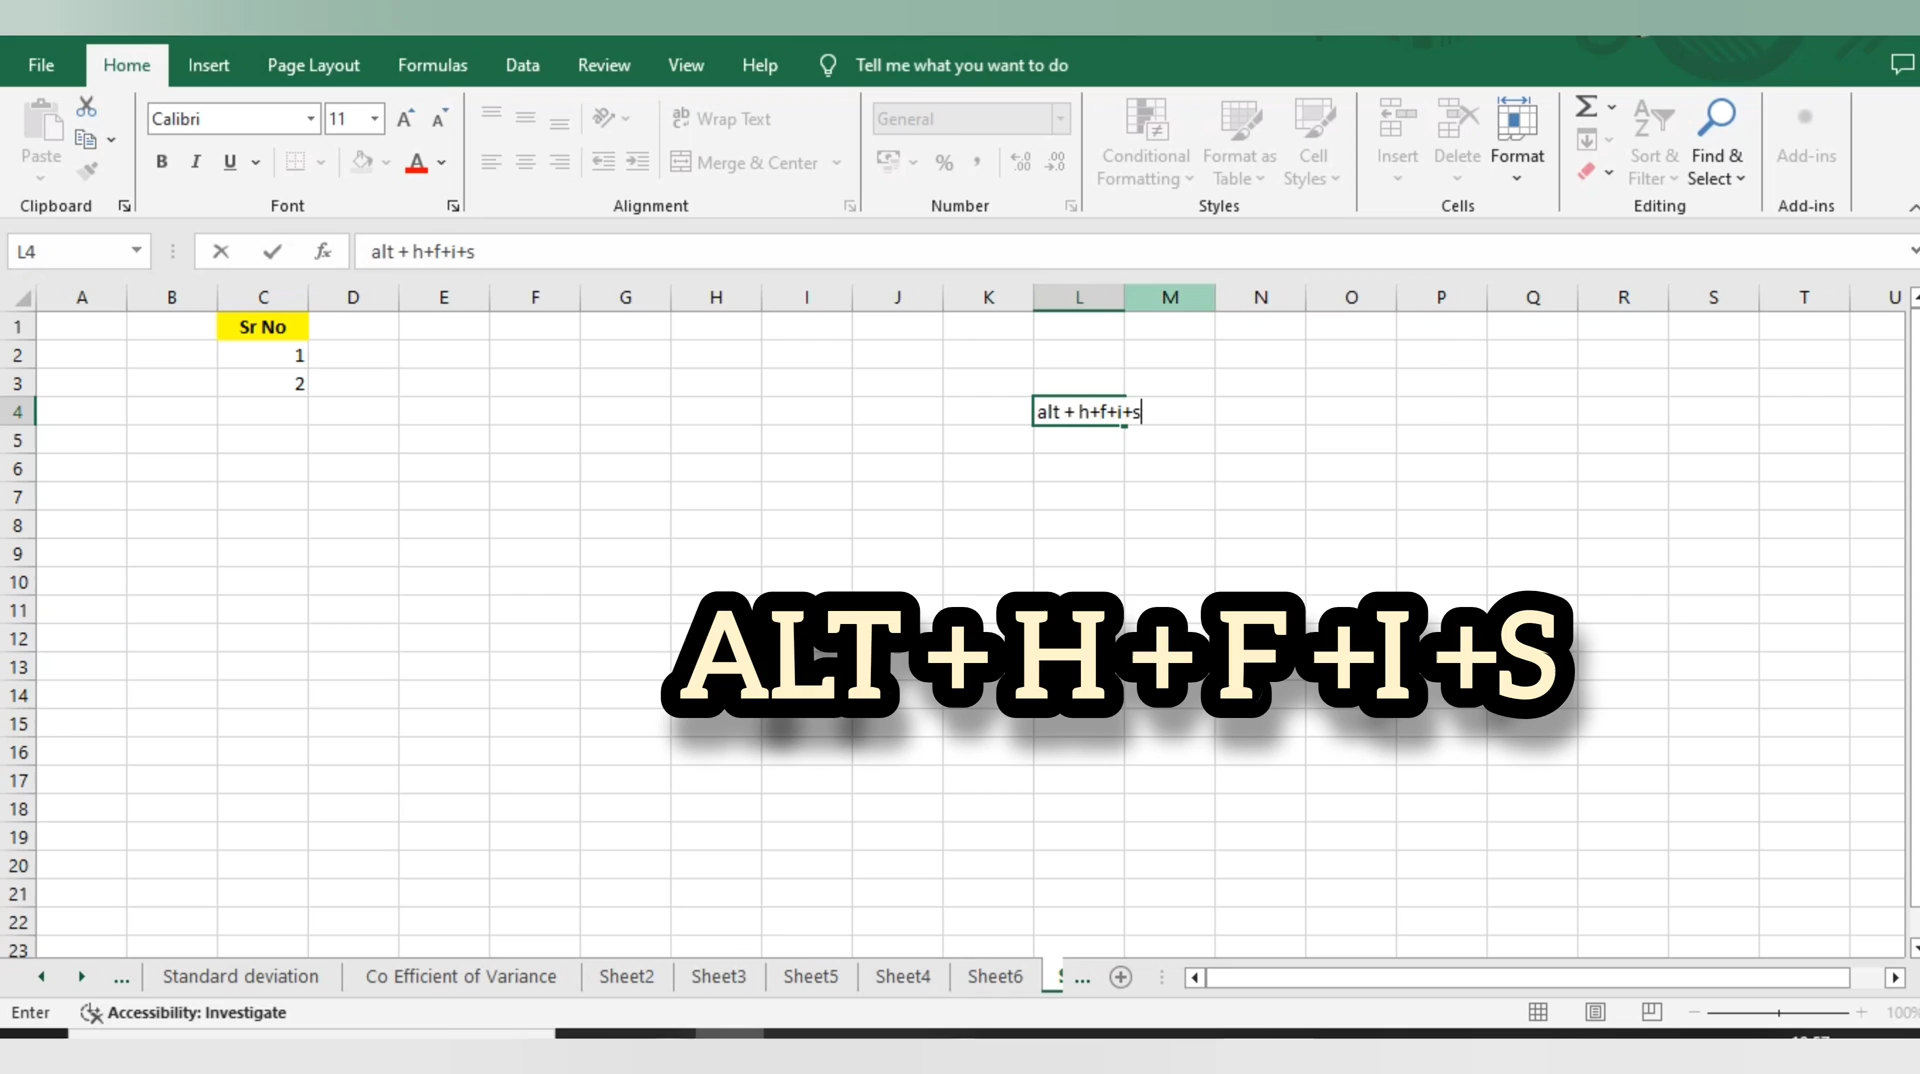 File Home Insert Page Layout Formulas Data Review View Help Tell me what you want to do
Calibri 11 ab Wrap Text General Σ A Z
Paste B I U A Merge & Center % , Conditional Formatting Format as Table Cell Styles Insert Delete Format Sort & Filter Find & Select Add-ins
Clipboard Font Alignment Number Styles Cells Editing Add-ins
L4 fx alt + h+f+i+s
A B C D E F G H I J K L M N O P Q R S T U
1 Sr No
2 1
3 2
4 alt + h+f+i+s
5
6
7
8
9
10
11
12
13
14
15
16
17
18
19
20
21
22
23
ALT+H+F+I+S
... Standard deviation Co Efficient of Variance Sheet2 Sheet3 Sheet5 Sheet4 Sheet6 ...
Enter Accessibility: Investigate 100%